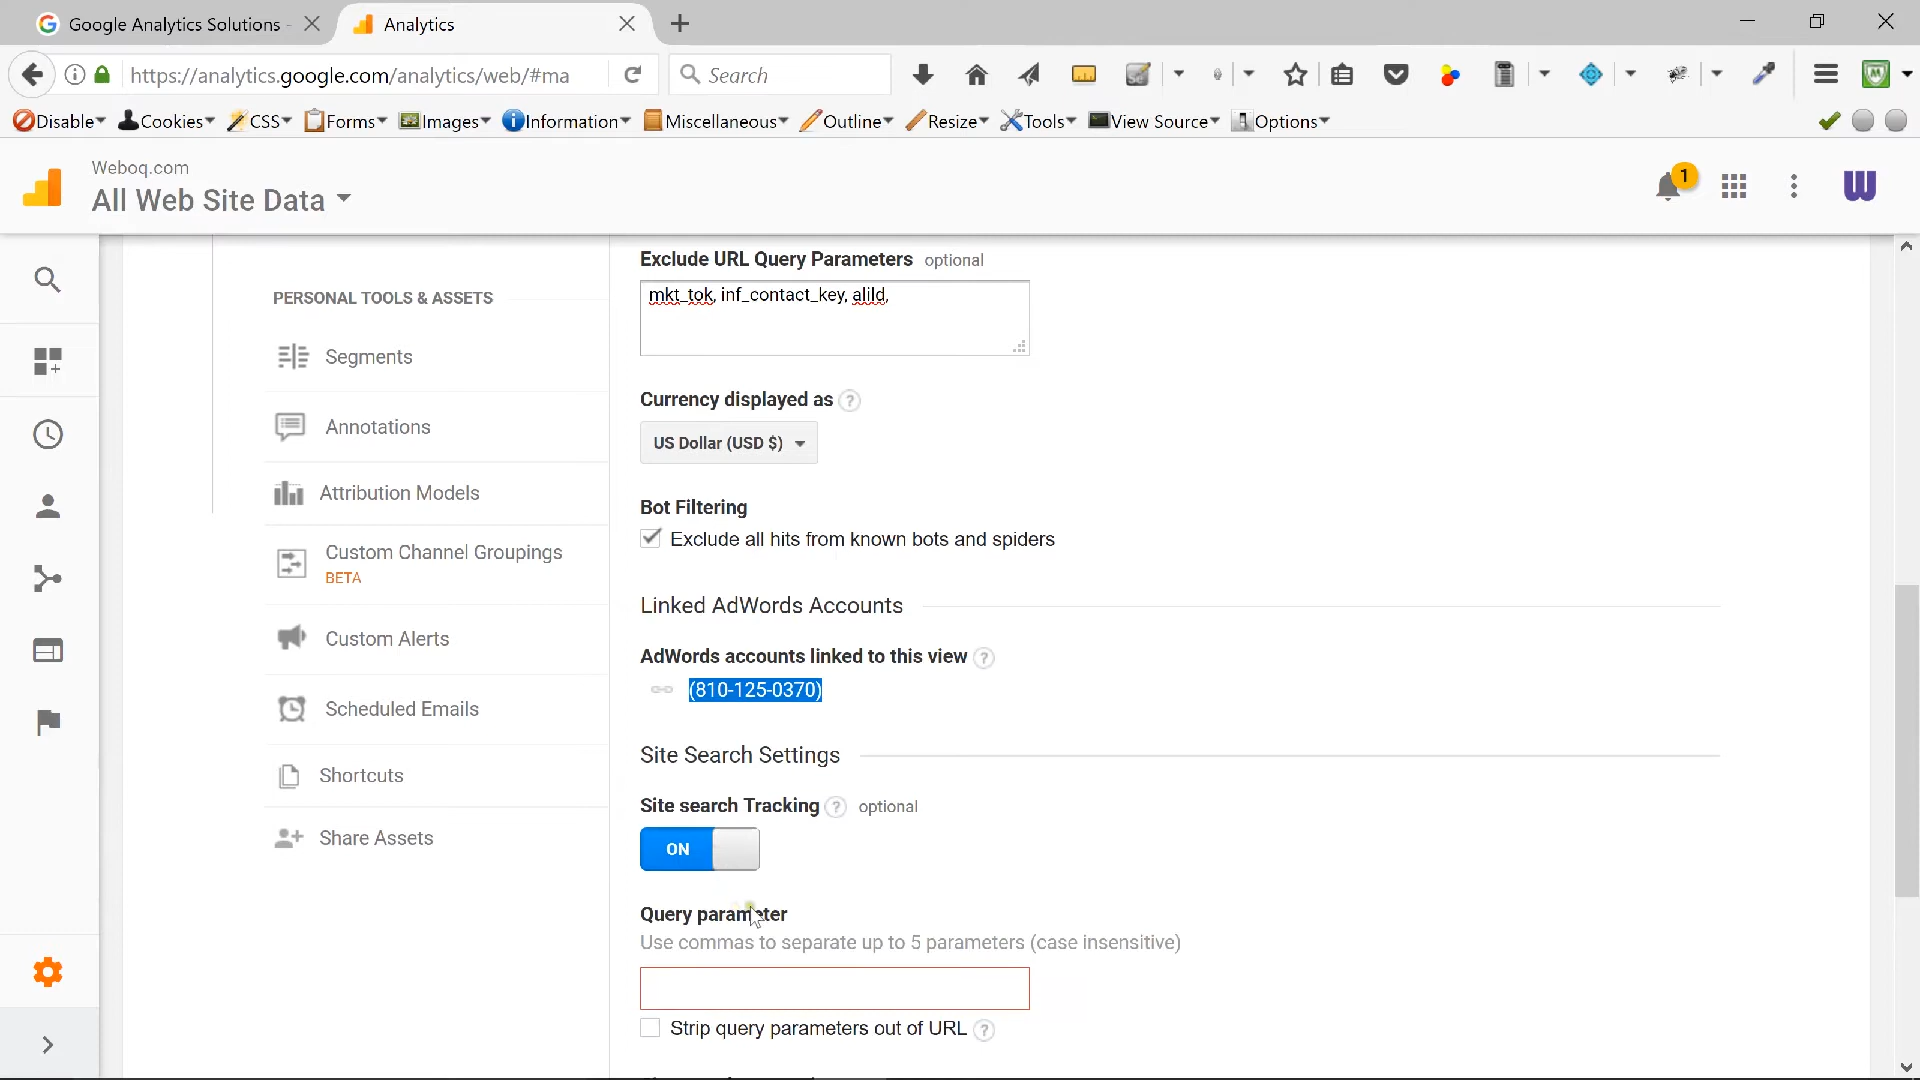 Google Analytics Solutions -
Analytics
https://analytics.google.com/analytics/web/#ma
Search
Disable
Cookies
CSS
Forms
Images
Information
Miscellaneous
Outline
Resize
Tools
View Source
Options
Weboq.com
All Web Site Data
1
W
PERSONAL TOOLS & ASSETS
Segments
Annotations
Attribution Models
Custom Channel Groupings
BETA
Custom Alerts
Scheduled Emails
Shortcuts
Share Assets
Exclude URL Query Parameters optional
mkt_tok, inf_contact_key, alild,
Currency displayed as ?
US Dollar (USD $)
Bot Filtering
Exclude all hits from known bots and spiders
Linked AdWords Accounts
AdWords accounts linked to this view ?
(810-125-0370)
Site Search Settings
Site search Tracking ? optional
ON
Query parameter
Use commas to separate up to 5 parameters (case insensitive)
Strip query parameters out of URL ?